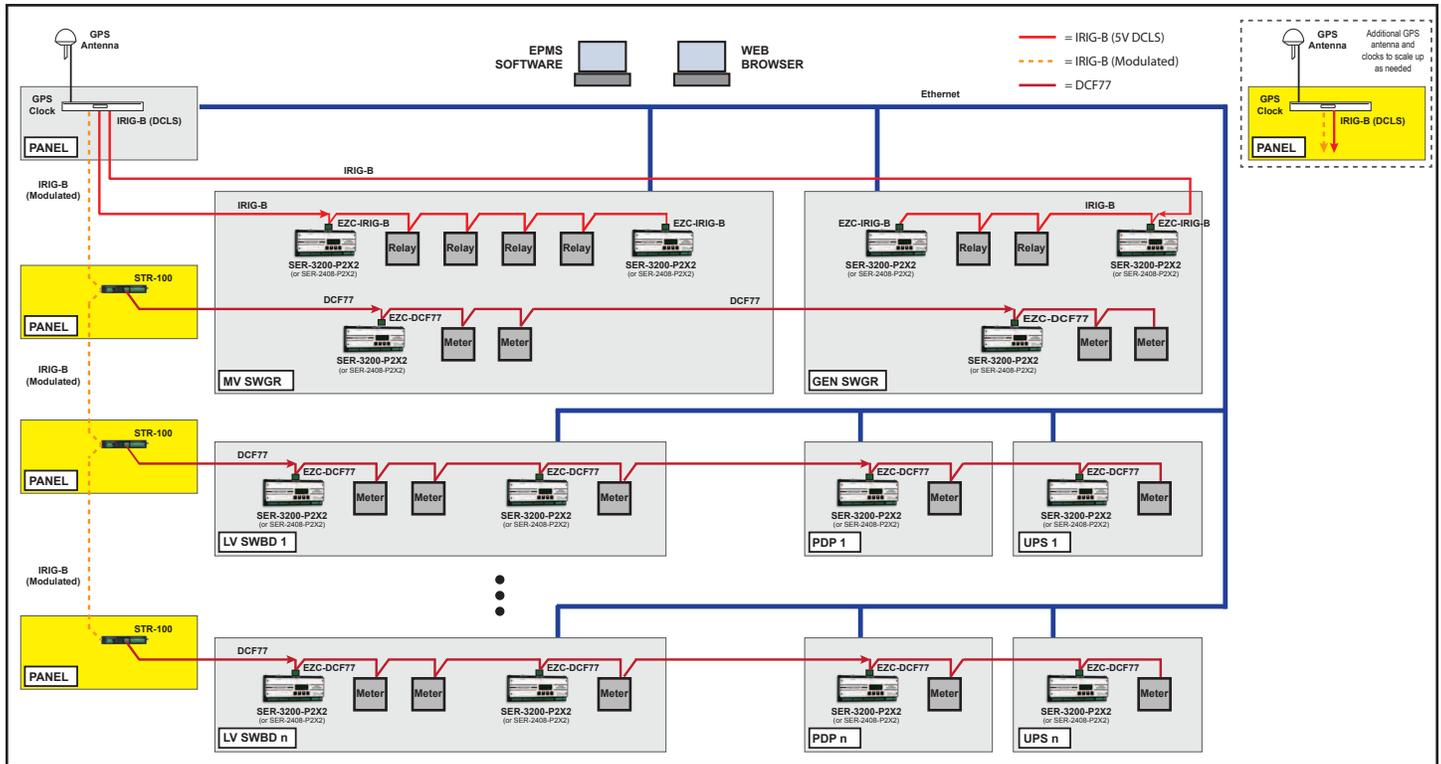 GPS
Antenna
EPMS
SOFTWARE
WEB
BROWSER
= IRIG-B (5V DCLS)
= IRIG-B (Modulated)
= DCF77
GPS
Antenna
Additional GPS
antenna and
clocks to scale up
as needed
GPS
Clock
IRIG-B (DCLS)
PANEL
Ethernet
GPS
Clock
IRIG-B (DCLS)
PANEL
IRIG-B
(Modulated)
IRIG-B
IRIG-B
EZC-IRIG-B
Relay
Relay
Relay
Relay
EZC-IRIG-B
SER-3200-P2X2
(or SER-2408-P2X2)
SER-3200-P2X2
(or SER-2408-P2X2)
EZC-IRIG-B
IRIG-B
EZC-IRIG-B
Relay
Relay
SER-3200-P2X2
(or SER-2408-P2X2)
SER-3200-P2X2
(or SER-2408-P2X2)
STR-100
PANEL
DCF77
EZC-DCF77
Meter
Meter
SER-3200-P2X2
(or SER-2408-P2X2)
MV SWGR
DCF77
EZC-DCF77
Meter
Meter
SER-3200-P2X2
(or SER-2408-P2X2)
GEN SWGR
IRIG-B
(Modulated)
STR-100
PANEL
DCF77
EZC-DCF77
Meter
Meter
EZC-DCF77
Meter
SER-3200-P2X2
(or SER-2408-P2X2)
SER-3200-P2X2
(or SER-2408-P2X2)
LV SWBD 1
EZC-DCF77
Meter
SER-3200-P2X2
(or SER-2408-P2X2)
PDP 1
EZC-DCF77
Meter
SER-3200-P2X2
(or SER-2408-P2X2)
UPS 1
IRIG-B
(Modulated)
STR-100
PANEL
DCF77
EZC-DCF77
Meter
Meter
EZC-DCF77
Meter
SER-3200-P2X2
(or SER-2408-P2X2)
SER-3200-P2X2
(or SER-2408-P2X2)
LV SWBD n
EZC-DCF77
Meter
SER-3200-P2X2
(or SER-2408-P2X2)
PDP n
EZC-DCF77
Meter
SER-3200-P2X2
(or SER-2408-P2X2)
UPS n